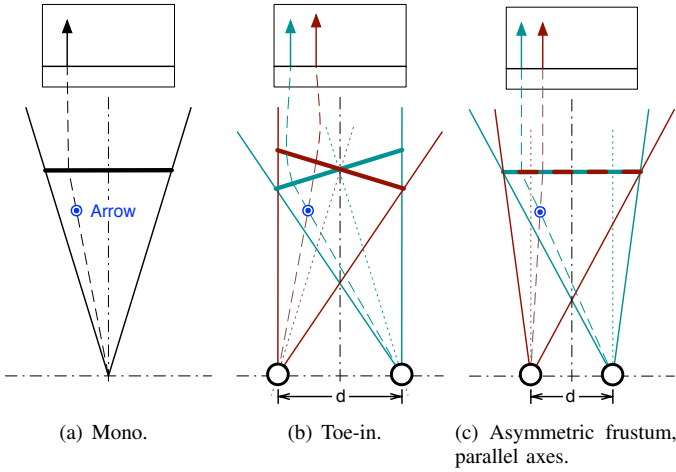 Arrow
d
d
(a) Mono.
(b) Toe-in.
(c) Asymmetric frustum,
parallel axes.